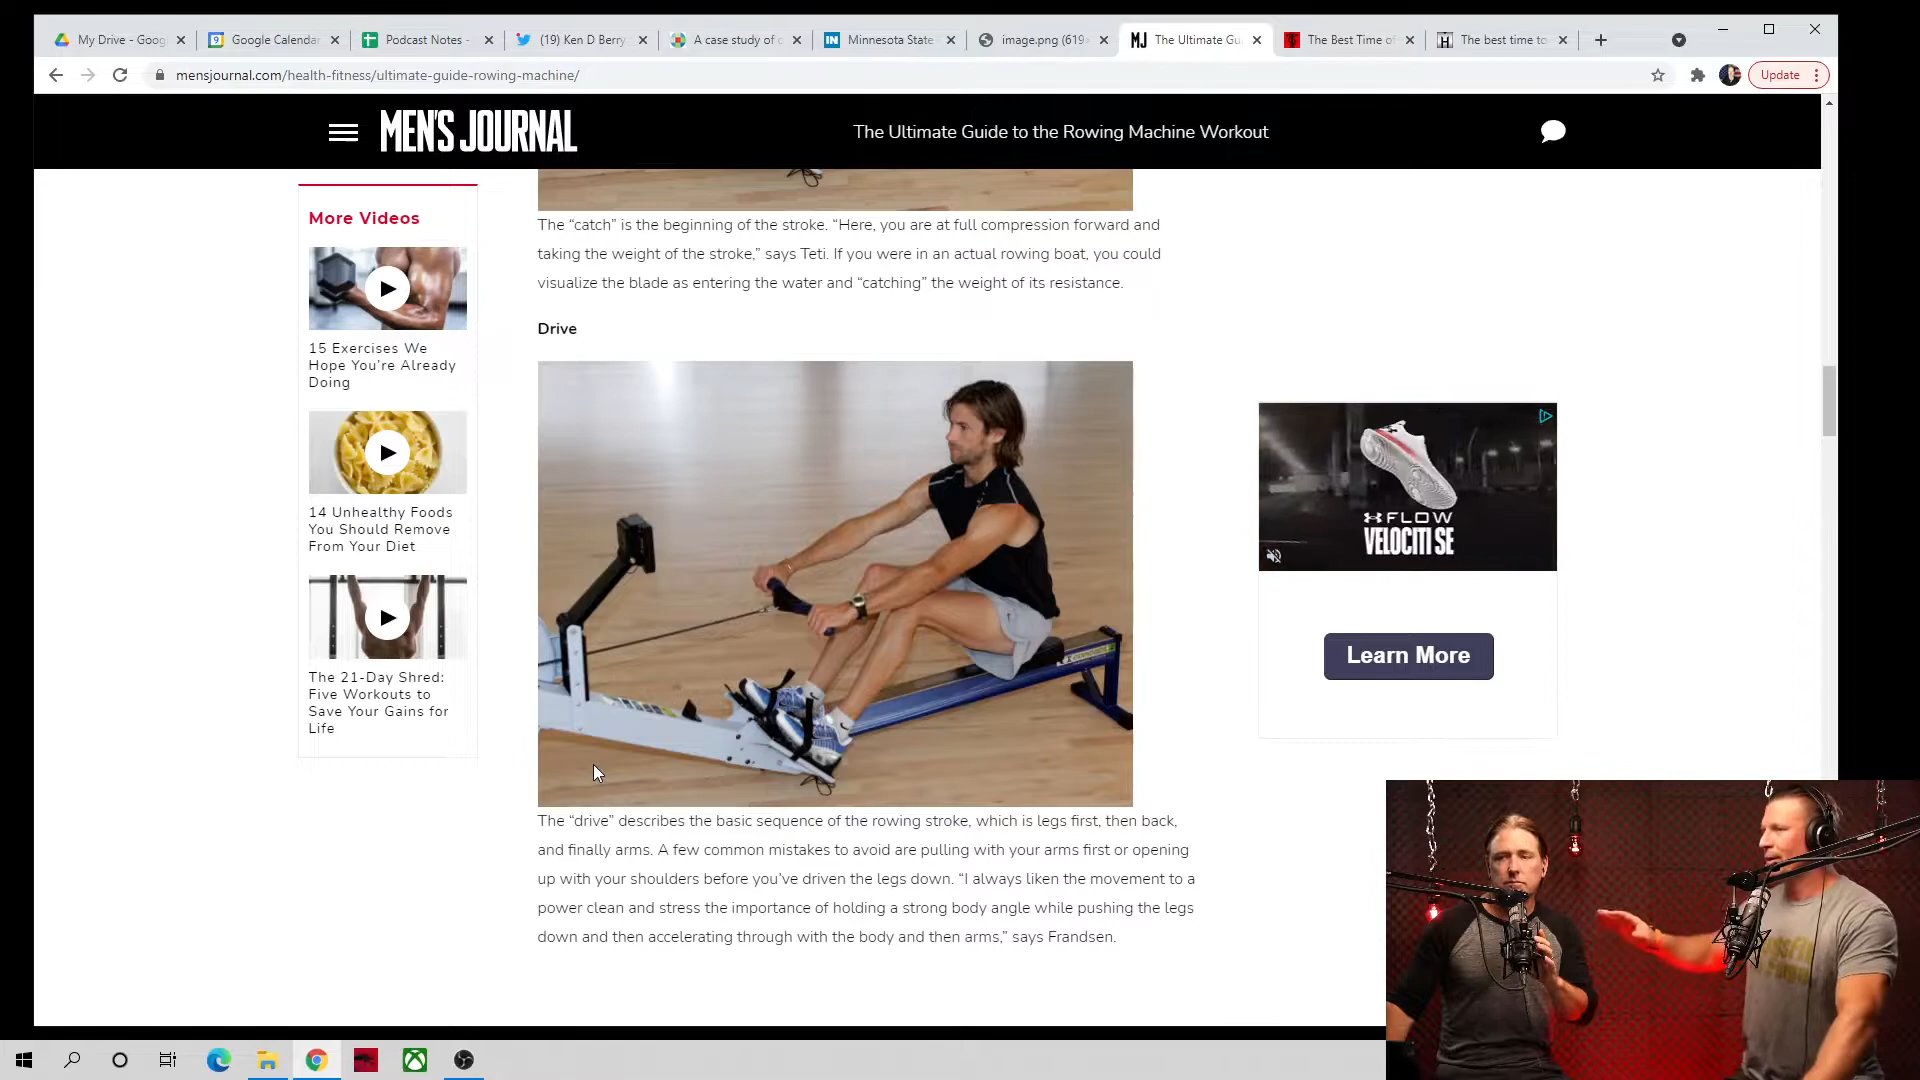 My Drive - Goog
Google Calendar
Podcast Notes -
(19) Ken D Berry
A case study of
Minnesota State
image.png (619
The Ultimate Gu
The Best Time of
The best time to
mensjournal.com/health-fitness/ultimate-guide-rowing-machine/
Update
MEN'S JOURNAL
The Ultimate Guide to the Rowing Machine Workout
More Videos
15 Exercises We
Hope You’re Already
Doing
14 Unhealthy Foods
You Should Remove
From Your Diet
The 21-Day Shred:
Five Workouts to
Save Your Gains for
Life
The “catch” is the beginning of the stroke. “Here, you are at full compression forward and
taking the weight of the stroke,” says Teti. If you were in an actual rowing boat, you could
visualize the blade as entering the water and “catching” the weight of its resistance.
Drive
The “drive” describes the basic sequence of the rowing stroke, which is legs first, then back,
and finally arms. A few common mistakes to avoid are pulling with your arms first or opening
up with your shoulders before you’ve driven the legs down. “I always liken the movement to a
power clean and stress the importance of holding a strong body angle while pushing the legs
down and then accelerating through with the body and then arms,” says Frandsen.
FLOW
VELOCITI SE
Learn More